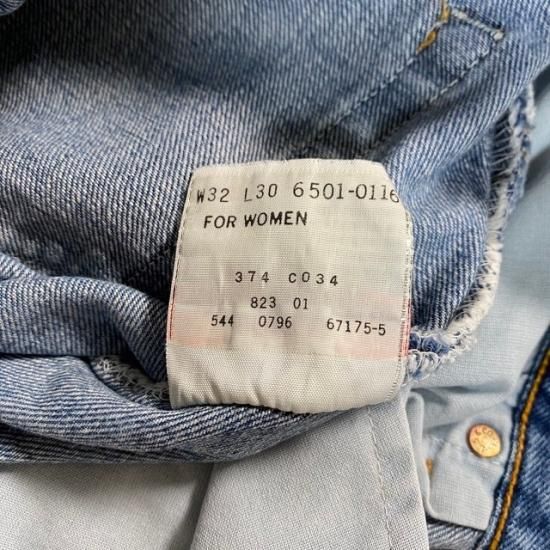 W32 L30 6501-0116
FOR WOMEN
374 C034
823 01
544 0796 67175-5